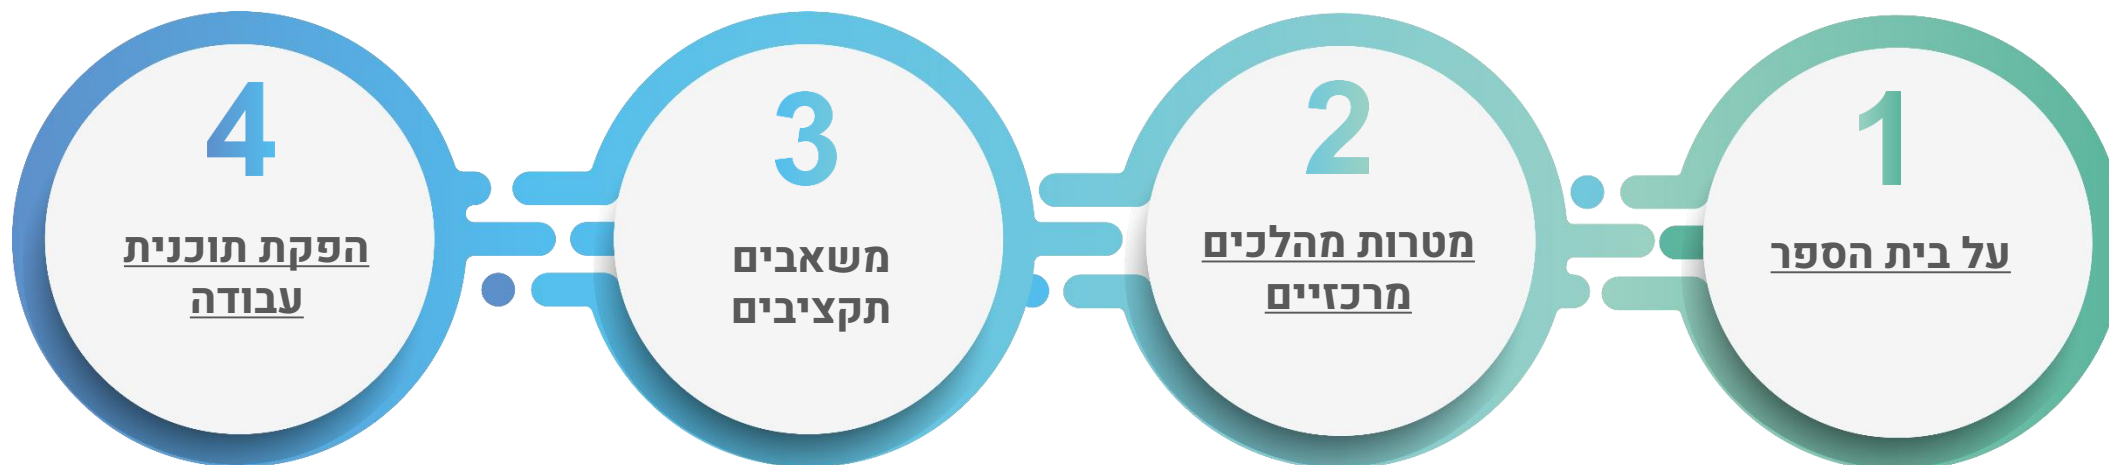 1
על בית הספר
2
מטרות מהלכים
מרכזיים
3
משאבים
תקציבים
4
הפקת תוכנית
עבודה